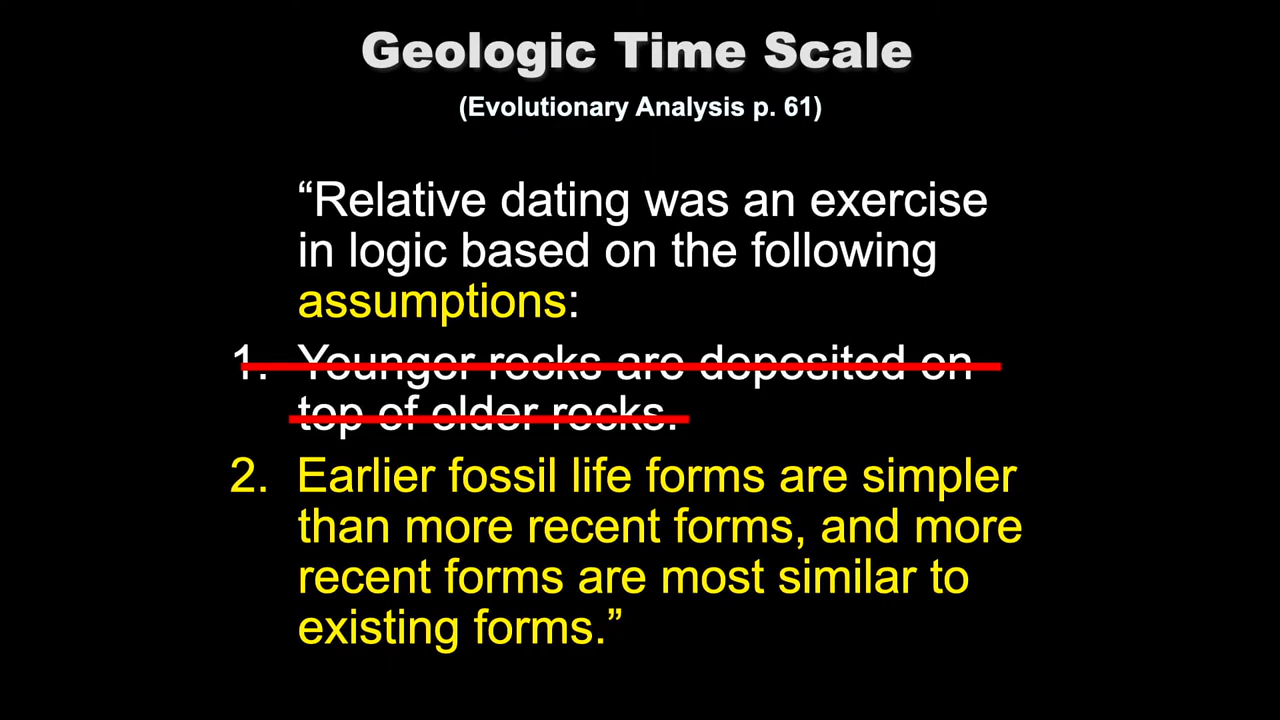 Geologic Time Scale
(Evolutionary Analysis p. 61)
“Relative dating was an exercise
in logic based on the following
assumptions:
1. Younger rocks are deposited on
top of older rocks.
2. Earlier fossil life forms are simpler
than more recent forms, and more
recent forms are most similar to
existing forms.”